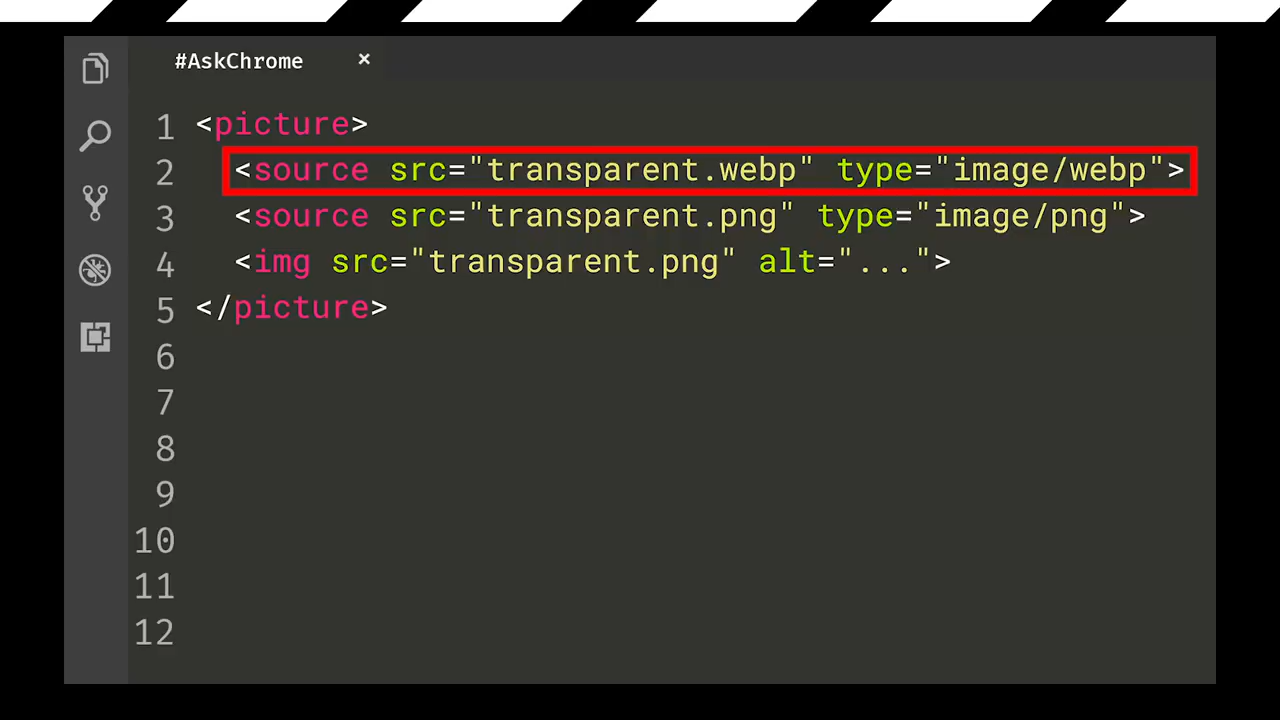 #AskChrome ×
1 <picture>
2 <source src="transparent.webp" type="image/webp">
3 <source src="transparent.png" type="image/png">
4 <img src="transparent.png" alt="...">
5 </picture>
6
7
8
9
10
11
12